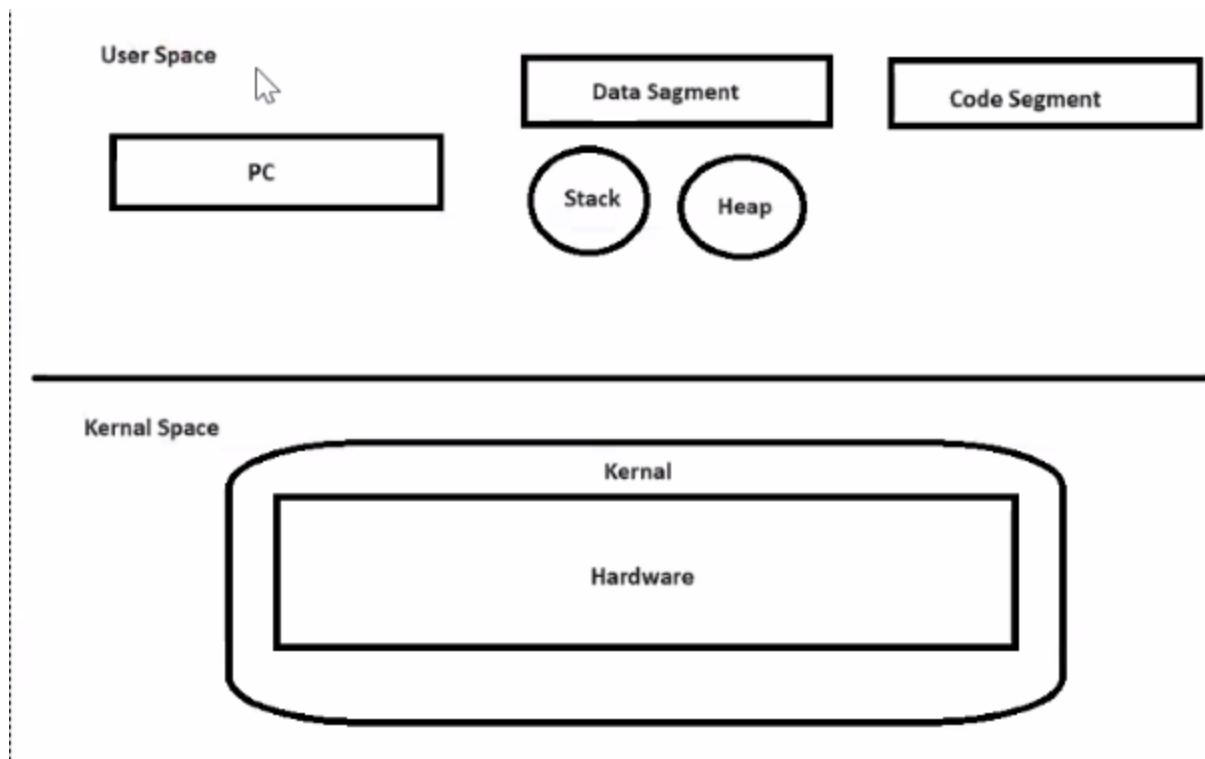 User Space
Data Sagment
Code Segment
PC
Stack
Heap
Kernal Space
Kernal
Hardware